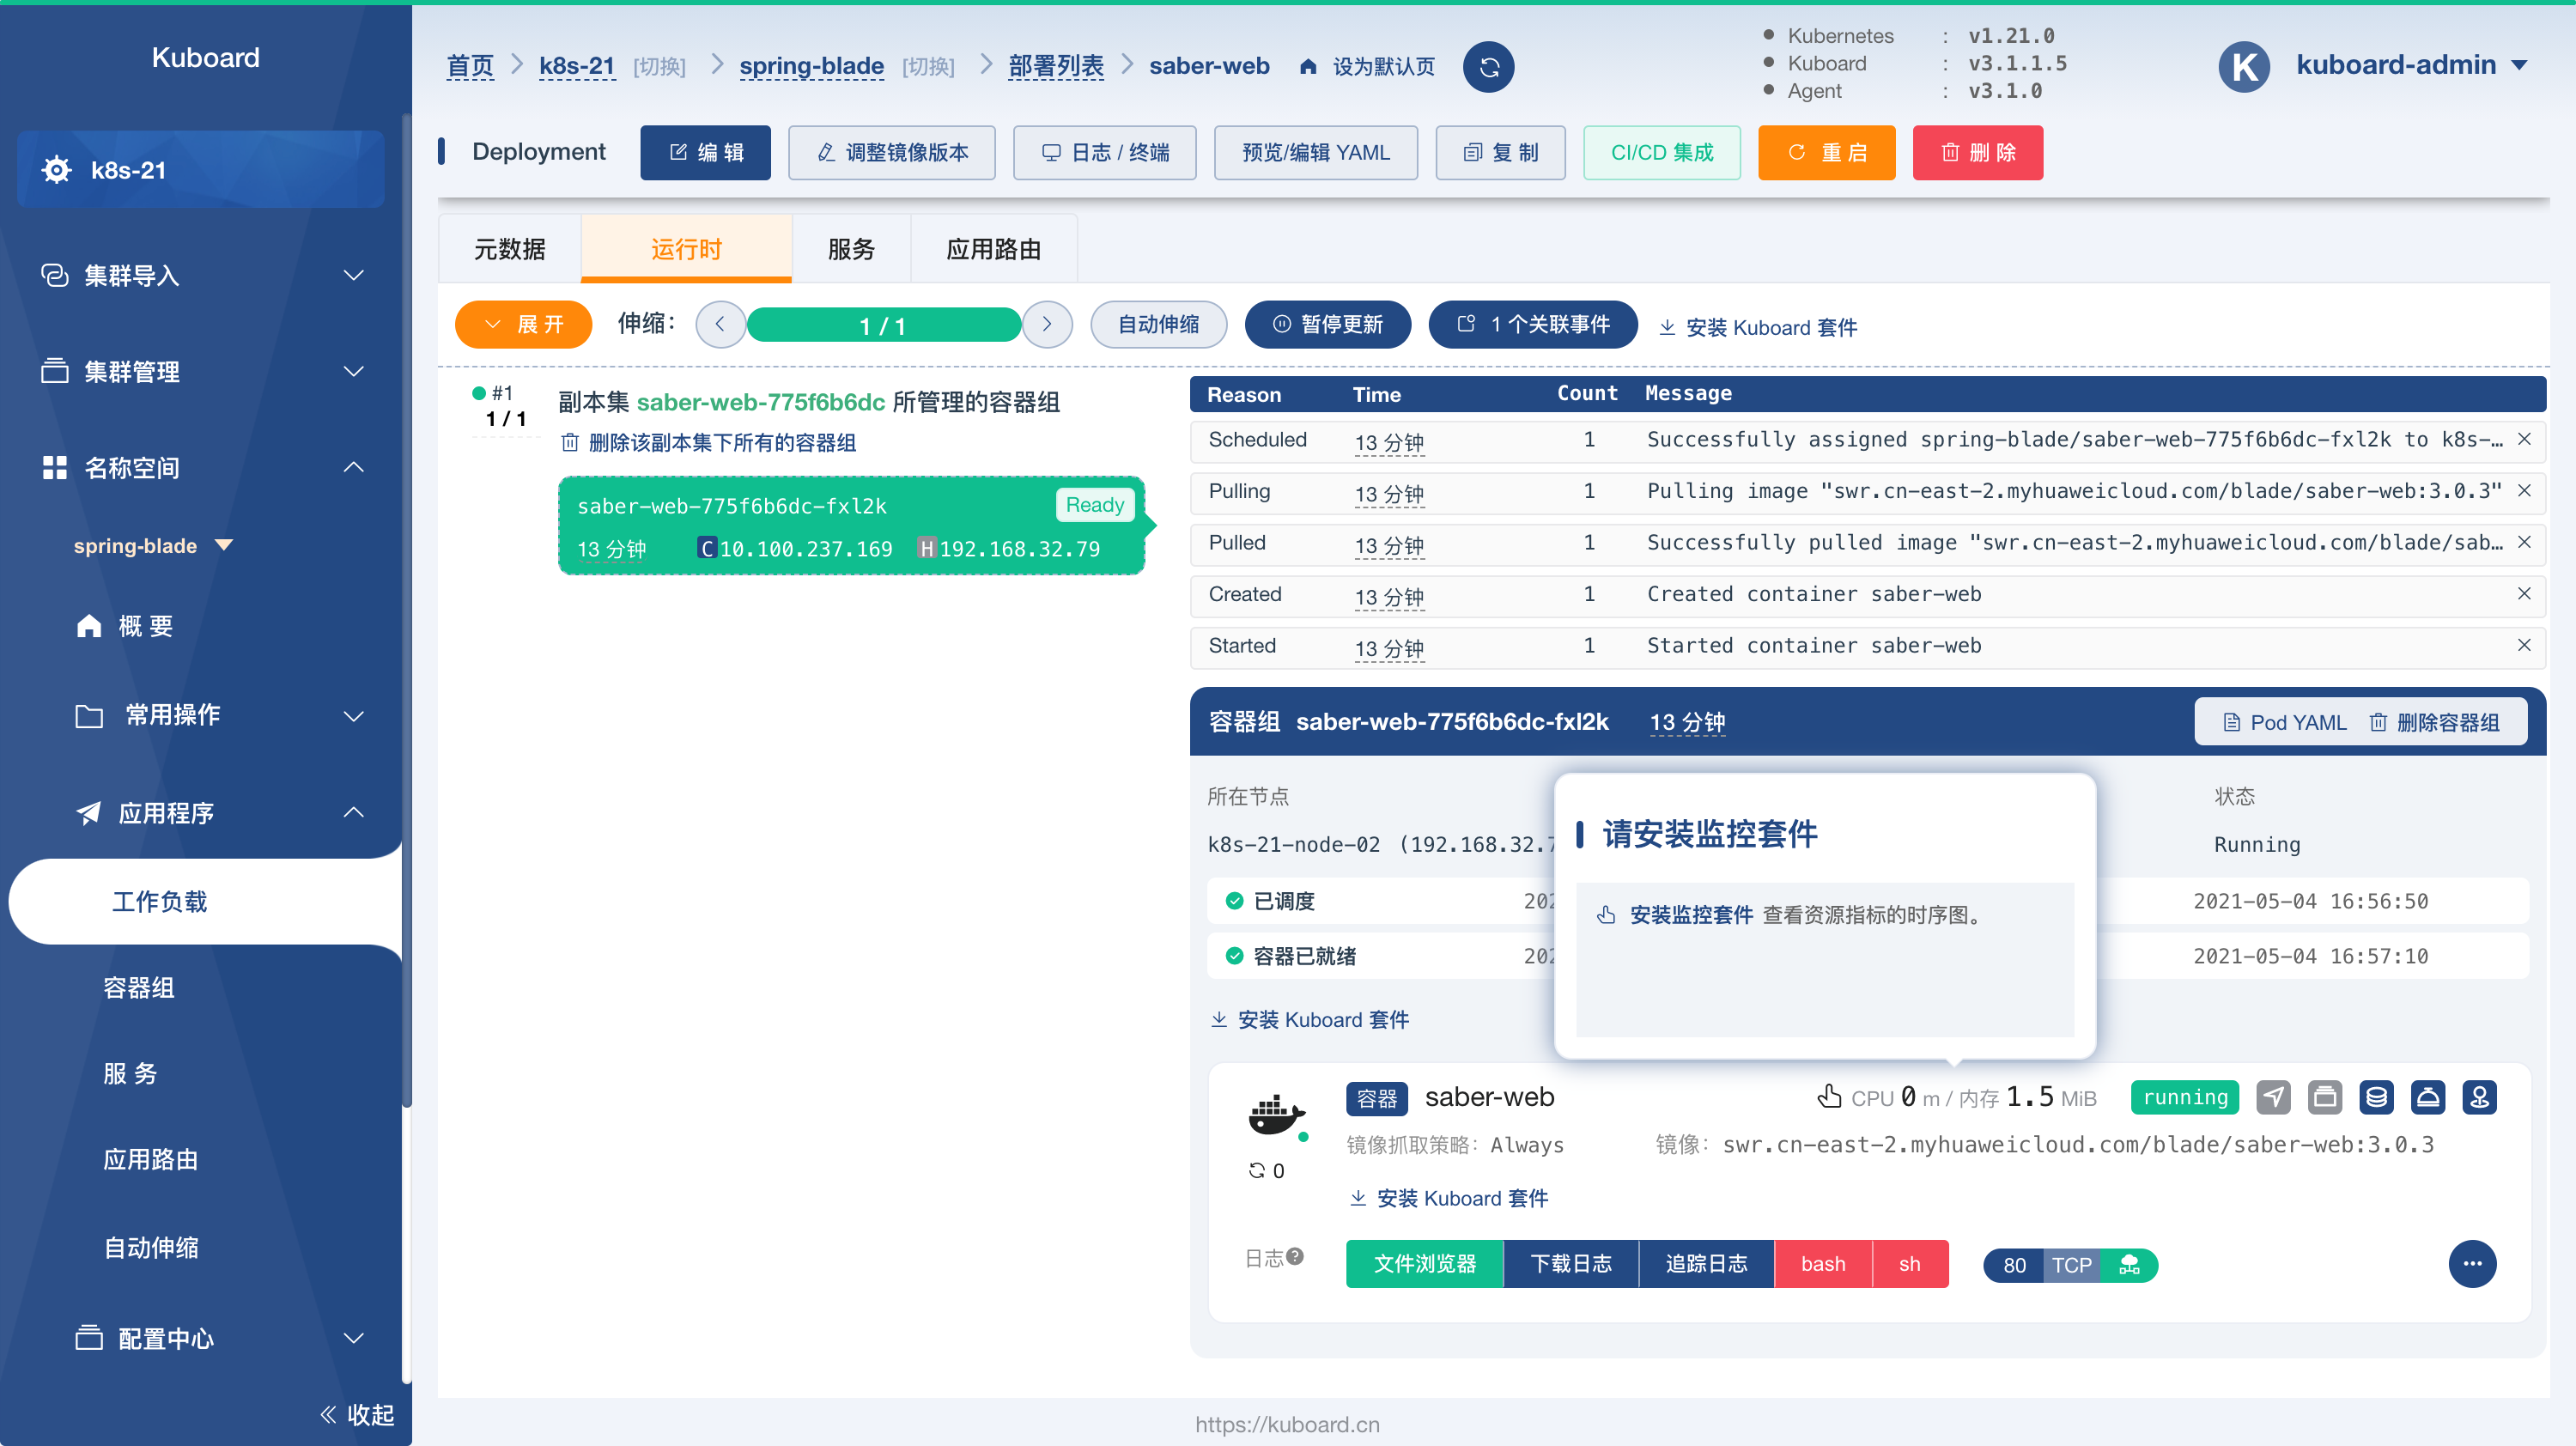 Kuboard
k8s-21
集群导入
集群管理
名称空间
spring-blade
概 要
常用操作
应用程序
工作负载
容器组
服 务
应用路由
自动伸缩
配置中心
收起
首页 k8s-21 [切换] spring-blade [切换] 部署列表 saber-web 设为默认页
Kubernetes : v1.21.0
Kuboard : v3.1.1.5
Agent : v3.1.0
K kuboard-admin
Deployment 编 辑 调整镜像版本 日志 / 终端 预览/编辑 YAML 复 制 CI/CD 集成 重 启 删 除
元数据 运行时 服务 应用路由
展 开 伸缩： 1 / 1 自动伸缩 暂停更新 1 个关联事件 安装 Kuboard 套件
#1
1 / 1
副本集 saber-web-775f6b6dc 所管理的容器组
删除该副本集下所有的容器组
saber-web-775f6b6dc-fxl2k Ready
13 分钟 C 10.100.237.169 H 192.168.32.79
Reason Time Count Message
Scheduled 13 分钟 1 Successfully assigned spring-blade/saber-web-775f6b6dc-fxl2k to k8s-…
Pulling 13 分钟 1 Pulling image "swr.cn-east-2.myhuaweicloud.com/blade/saber-web:3.0.3"
Pulled 13 分钟 1 Successfully pulled image "swr.cn-east-2.myhuaweicloud.com/blade/sab…
Created 13 分钟 1 Created container saber-web
Started 13 分钟 1 Started container saber-web
容器组 saber-web-775f6b6dc-fxl2k 13 分钟 Pod YAML 删除容器组
所在节点 状态
k8s-21-node-02 (192.168.32.7 Running
已调度 202 2021-05-04 16:56:50
容器已就绪 202 2021-05-04 16:57:10
请安装监控套件
安装监控套件 查看资源指标的时序图。
安装 Kuboard 套件
容器 saber-web CPU 0 m / 内存 1.5 MiB running
镜像抓取策略： Always 镜像： swr.cn-east-2.myhuaweicloud.com/blade/saber-web:3.0.3
0
安装 Kuboard 套件
日志 文件浏览器 下载日志 追踪日志 bash sh 80 TCP
https://kuboard.cn